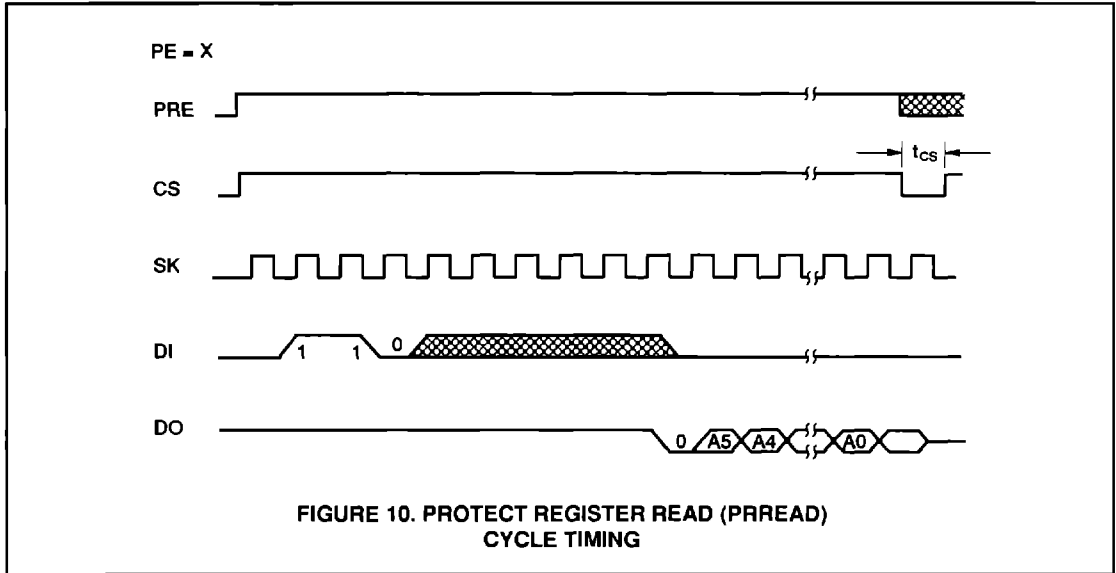 PE = X
PRE
tCS
CS
SK
DI 1 1 0
DO 0 A5 A4 A0
FIGURE 10. PROTECT REGISTER READ (PRREAD)
CYCLE TIMING